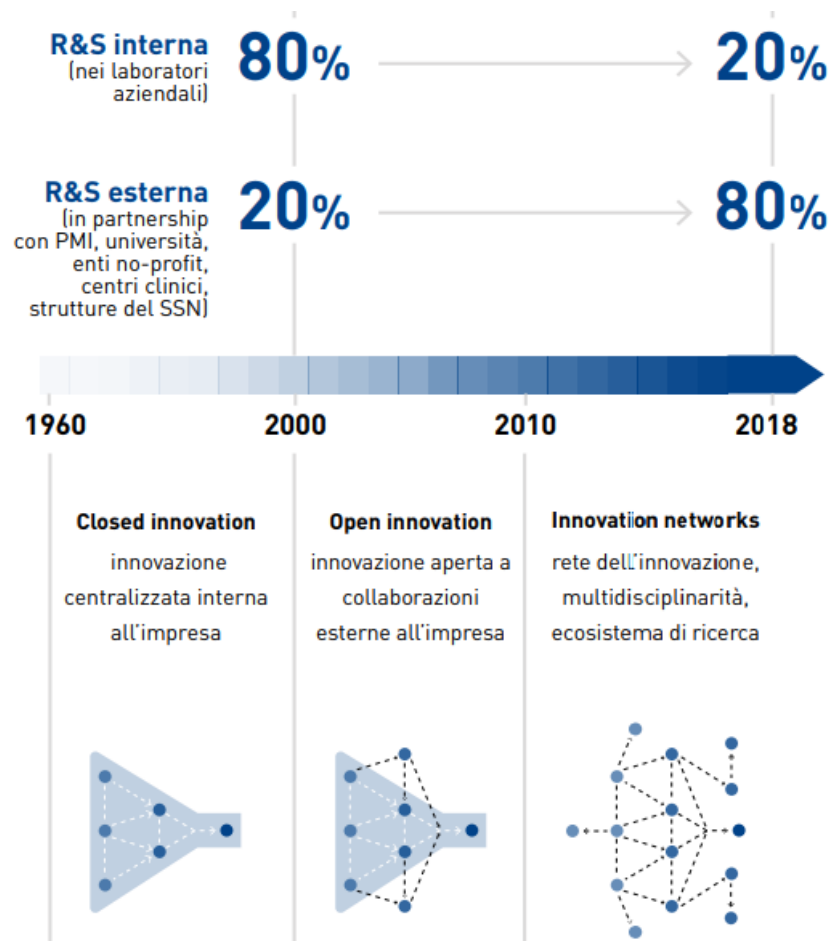 R&S interna
(nei laboratori
aziendali)
80%
20%
R&S esterna
(in partnership
con PMI, università,
enti no-profit,
centri clinici,
strutture del SSN)
20%
80%
1960
2000
2010
2018
Closed innovation
innovazione
centralizzata interna
all'impresa
Open innovation
innovazione aperta a
collaborazioni
esterne all'impresa
Innovation networks
rete dell'innovazione,
multidisciplinarità,
ecosistema di ricerca